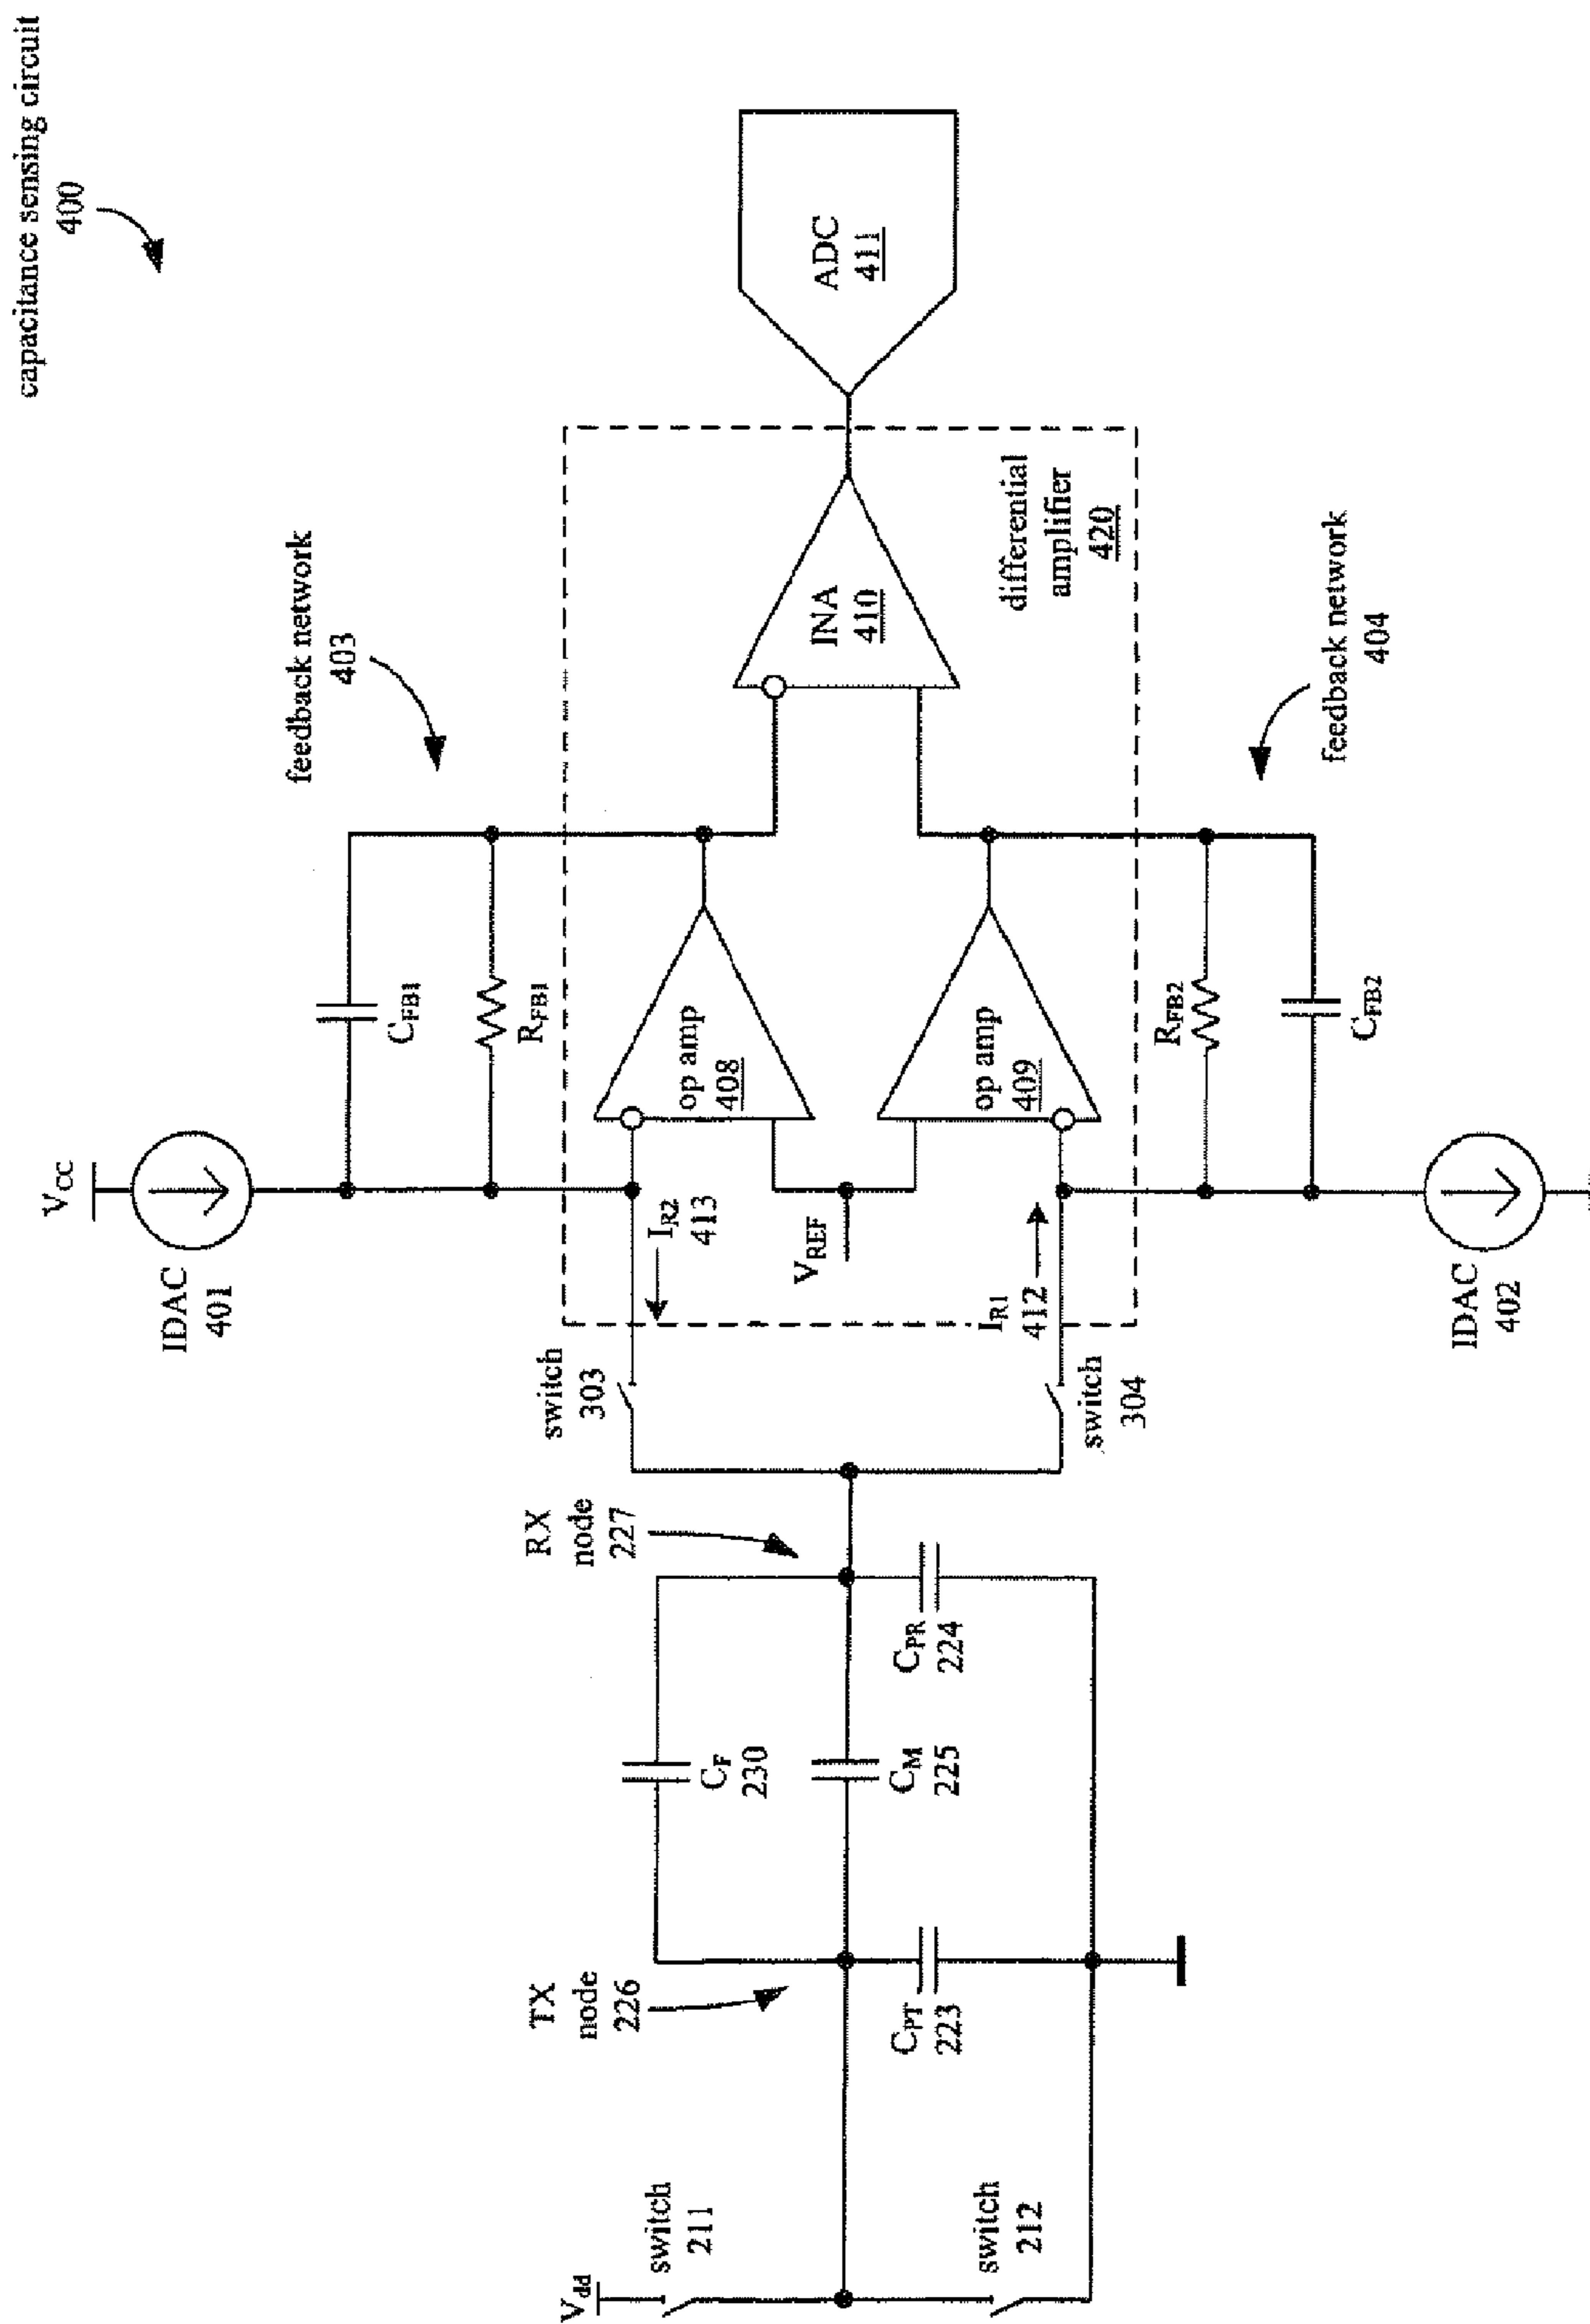 capacitance sensing circuit
400
V_CC
IDAC
401
feedback network
403
C_FB1
R_FB1
switch
303
I_R2
413
op amp
408
V_REF
INA
410
ADC
411
op amp
409
differential
amplifier
420
I_R1
412
switch
304
R_FB2
C_FB2
feedback network
404
IDAC
402
V_dd
switch
211
switch
212
TX
node
226
C_PT
223
C_F
230
C_M
225
RX
node
227
C_PR
224